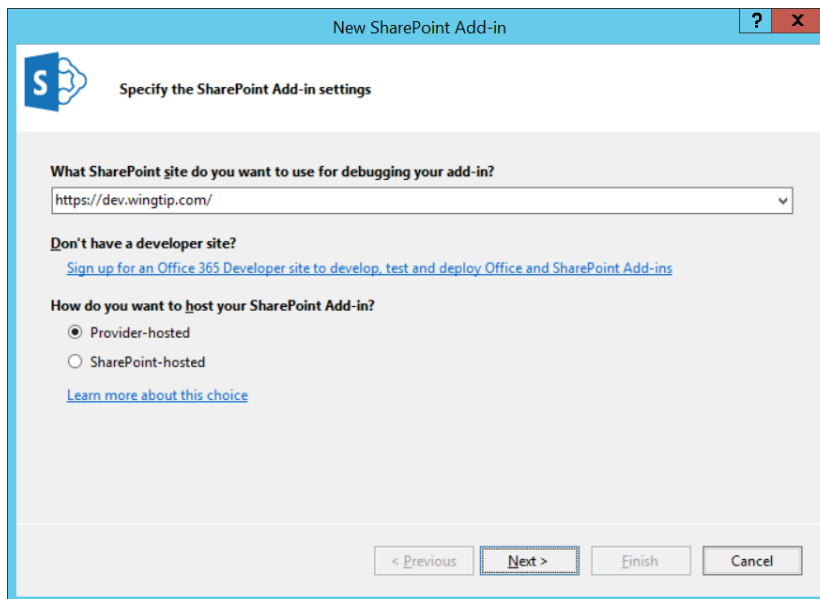 New SharePoint Add-in
? X
S
Specify the SharePoint Add-in settings
What SharePoint site do you want to use for debugging your add-in?
https://dev.wingtip.com/
Don't have a developer site?
Sign up for an Office 365 Developer site to develop, test and deploy Office and SharePoint Add-ins
How do you want to host your SharePoint Add-in?
Provider-hosted
SharePoint-hosted
Learn more about this choice
< Previous Next > Finish Cancel